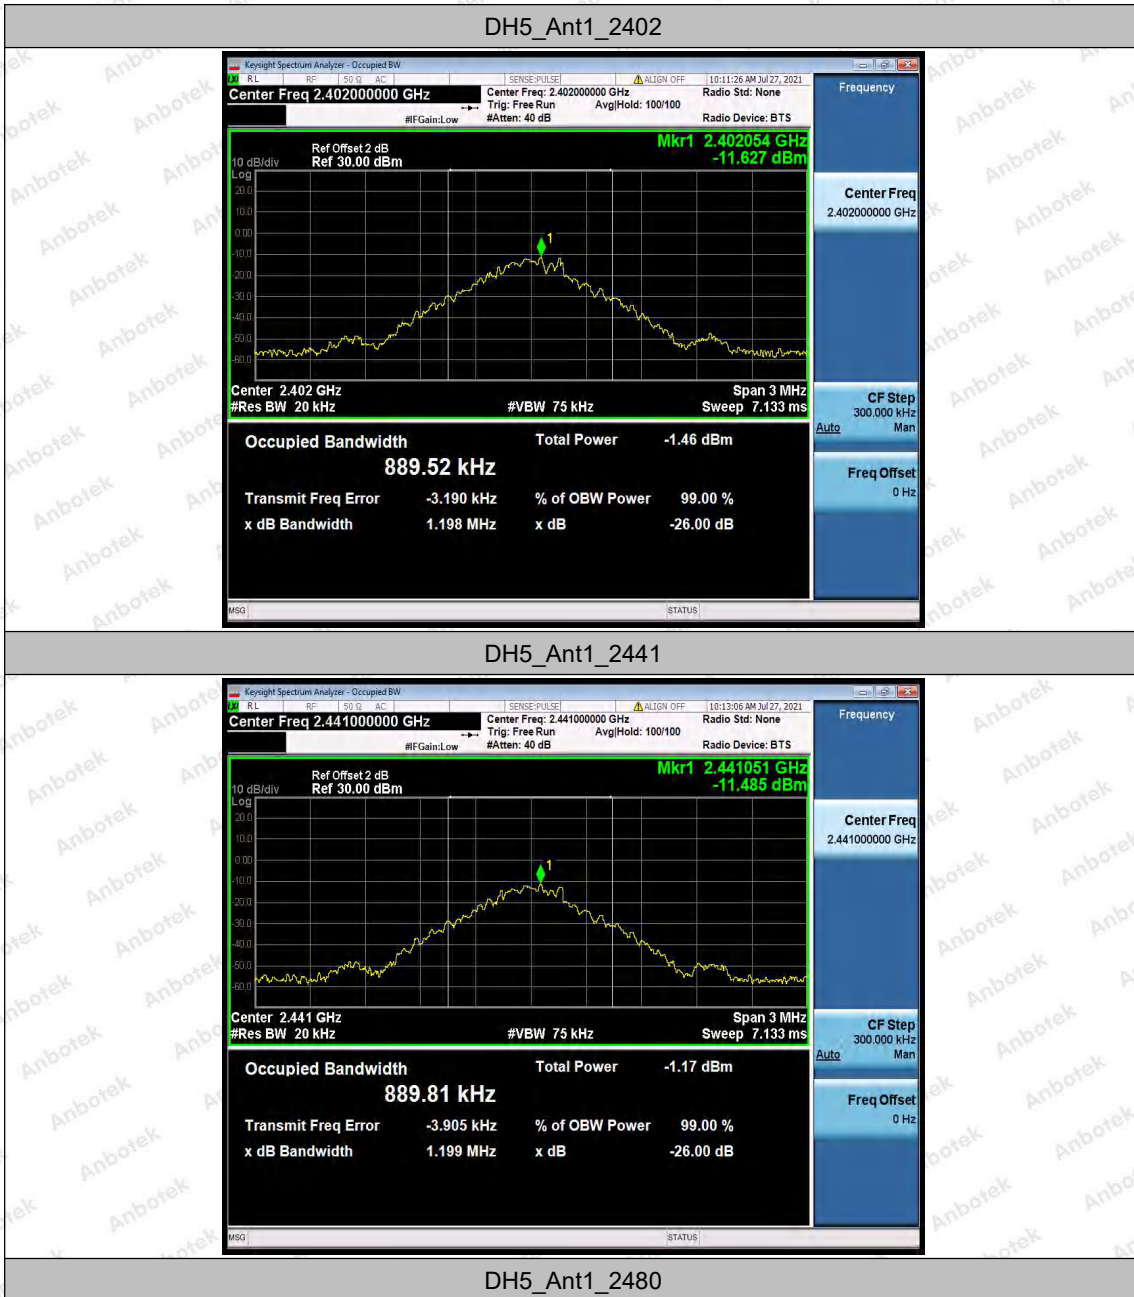 DH5_Ant1_2402
Keysight Spectrum Analyzer - Occupied BW
RL RF 50 Ω AC SENSE:PULSE ALIGN OFF 10:11:26 AM Jul 27, 2021
Center Freq 2.402000000 GHz
Center Freq: 2.402000000 GHz
Radio Std: None
Trig: Free Run Avg|Hold: 100/100
#IFGain:Low
#Atten: 40 dB
Radio Device: BTS
Frequency
Mkr1 2.402054 GHz
-11.627 dBm
Ref Offset 2 dB
10 dB/div Ref 30.00 dBm
Log
20.0
10.0
0.00
-10.0
-20.0
-30.0
-40.0
-50.0
-60.0
1
Center 2.402 GHz Span 3 MHz
#Res BW 20 kHz #VBW 75 kHz Sweep 7.133 ms
Occupied Bandwidth Total Power -1.46 dBm
889.52 kHz
Transmit Freq Error -3.190 kHz % of OBW Power 99.00 %
x dB Bandwidth 1.198 MHz x dB -26.00 dB
Center Freq
2.402000000 GHz
CF Step
300.000 kHz
Auto Man
Freq Offset
0 Hz
MSG STATUS
DH5_Ant1_2441
Keysight Spectrum Analyzer - Occupied BW
RL RF 50 Ω AC SENSE:PULSE ALIGN OFF 10:13:06 AM Jul 27, 2021
Center Freq 2.441000000 GHz
Center Freq: 2.441000000 GHz
Radio Std: None
Trig: Free Run Avg|Hold: 100/100
#IFGain:Low
#Atten: 40 dB
Radio Device: BTS
Frequency
Mkr1 2.441051 GHz
-11.485 dBm
Ref Offset 2 dB
10 dB/div Ref 30.00 dBm
Log
20.0
10.0
0.00
-10.0
-20.0
-30.0
-40.0
-50.0
-60.0
1
Center 2.441 GHz Span 3 MHz
#Res BW 20 kHz #VBW 75 kHz Sweep 7.133 ms
Occupied Bandwidth Total Power -1.17 dBm
889.81 kHz
Transmit Freq Error -3.905 kHz % of OBW Power 99.00 %
x dB Bandwidth 1.199 MHz x dB -26.00 dB
Center Freq
2.441000000 GHz
CF Step
300.000 kHz
Auto Man
Freq Offset
0 Hz
MSG STATUS
DH5_Ant1_2480